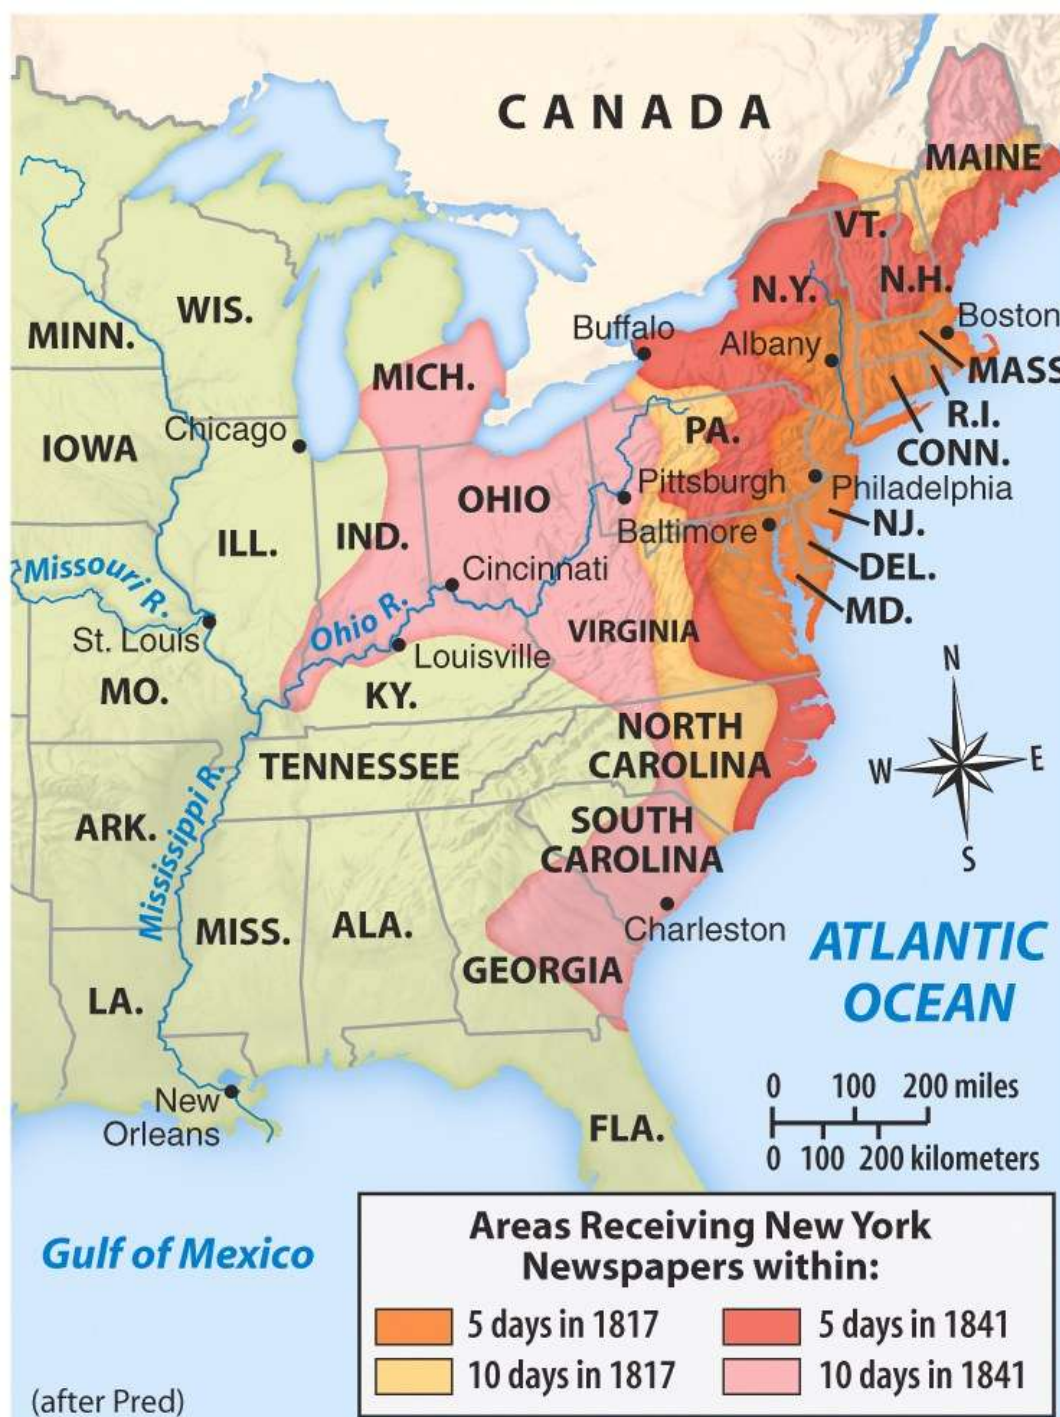 CANADA
MAINE
VT.
N.H.
N.Y.
WIS.
MINN.
Buffalo
Albany
Boston
MICH.
MASS
R.I.
CONN.
Chicago
IOWA
PA.
Pittsburgh
Philadelphia
OHIO
IND.
ILL.
Baltimore
NJ.
DEL.
MD.
Cincinnati
Missouri R.
Ohio R.
St. Louis
Louisville
VIRGINIA
MO.
KY.
N
W
E
S
NORTH
CAROLINA
TENNESSEE
ARK.
Mississippi R.
SOUTH
CAROLINA
Charleston
MISS.
ALA.
GEORGIA
ATLANTIC
OCEAN
LA.
New
Orleans
FLA.
0 100 200 miles
0 100 200 kilometers
Gulf of Mexico
Areas Receiving New York
Newspapers within:
5 days in 1817
5 days in 1841
10 days in 1817
10 days in 1841
(after Pred)